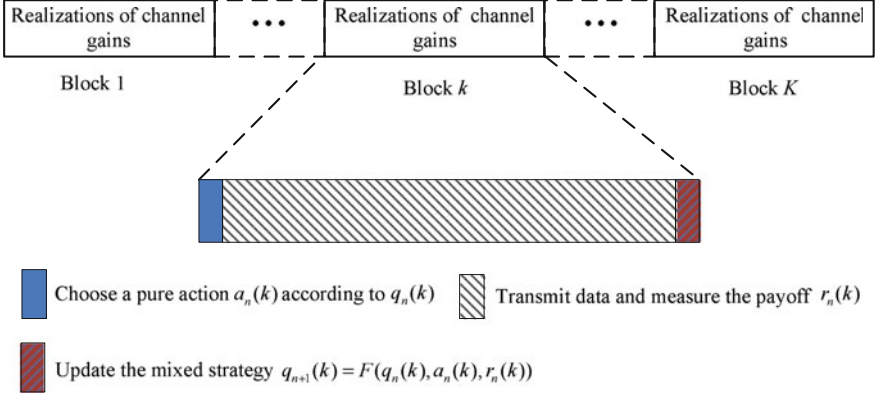 Realizations of channel gains
••• 
Realizations of channel gains
•••
Realizations of channel gains
Block 1
Block k
Block K
Choose a pure action a_n(k) according to q_n(k)
Transmit data and measure the payoff r_n(k)
Update the mixed strategy q_{n+1}(k) = F(q_n(k), a_n(k), r_n(k))